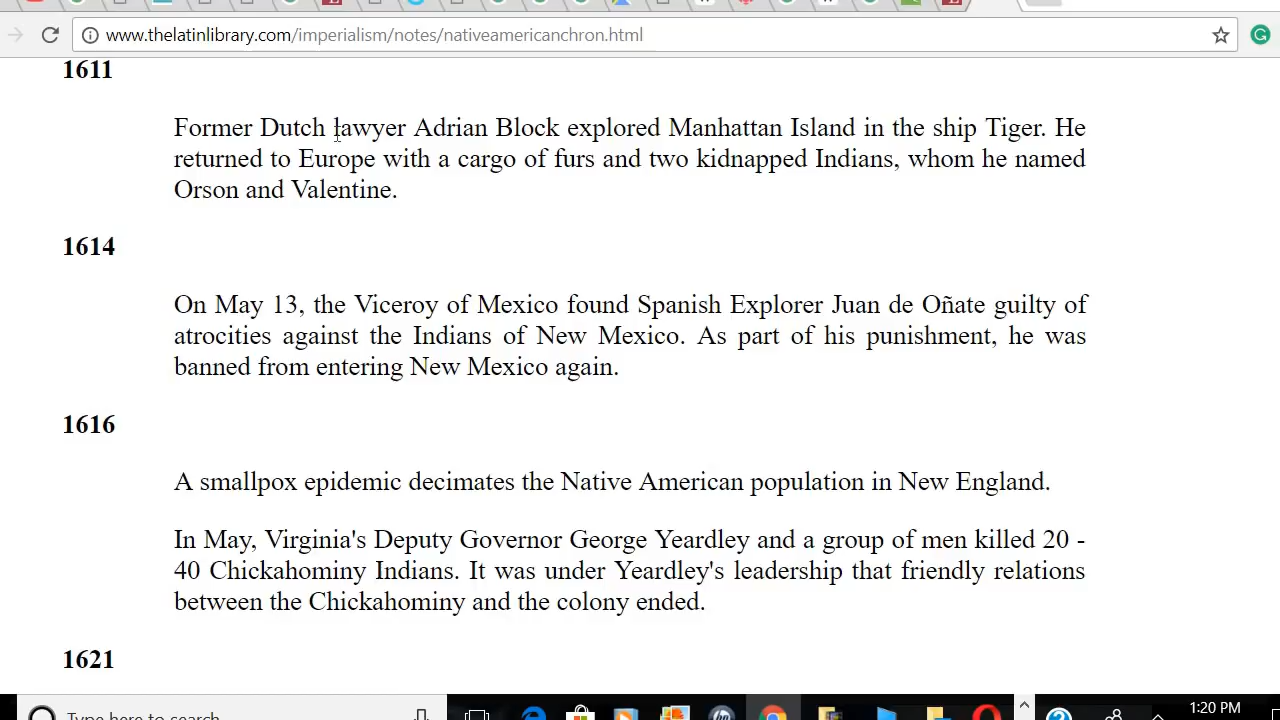 www.thelatinlibrary.com/imperialism/notes/nativeamericanchron.html
1611
Former Dutch lawyer Adrian Block explored Manhattan Island in the ship Tiger. He
returned to Europe with a cargo of furs and two kidnapped Indians, whom he named
Orson and Valentine.
1614
On May 13, the Viceroy of Mexico found Spanish Explorer Juan de Oñate guilty of
atrocities against the Indians of New Mexico. As part of his punishment, he was
banned from entering New Mexico again.
1616
A smallpox epidemic decimates the Native American population in New England.
In May, Virginia's Deputy Governor George Yeardley and a group of men killed 20 -
40 Chickahominy Indians. It was under Yeardley's leadership that friendly relations
between the Chickahominy and the colony ended.
1621
Type here to search
1:20 PM